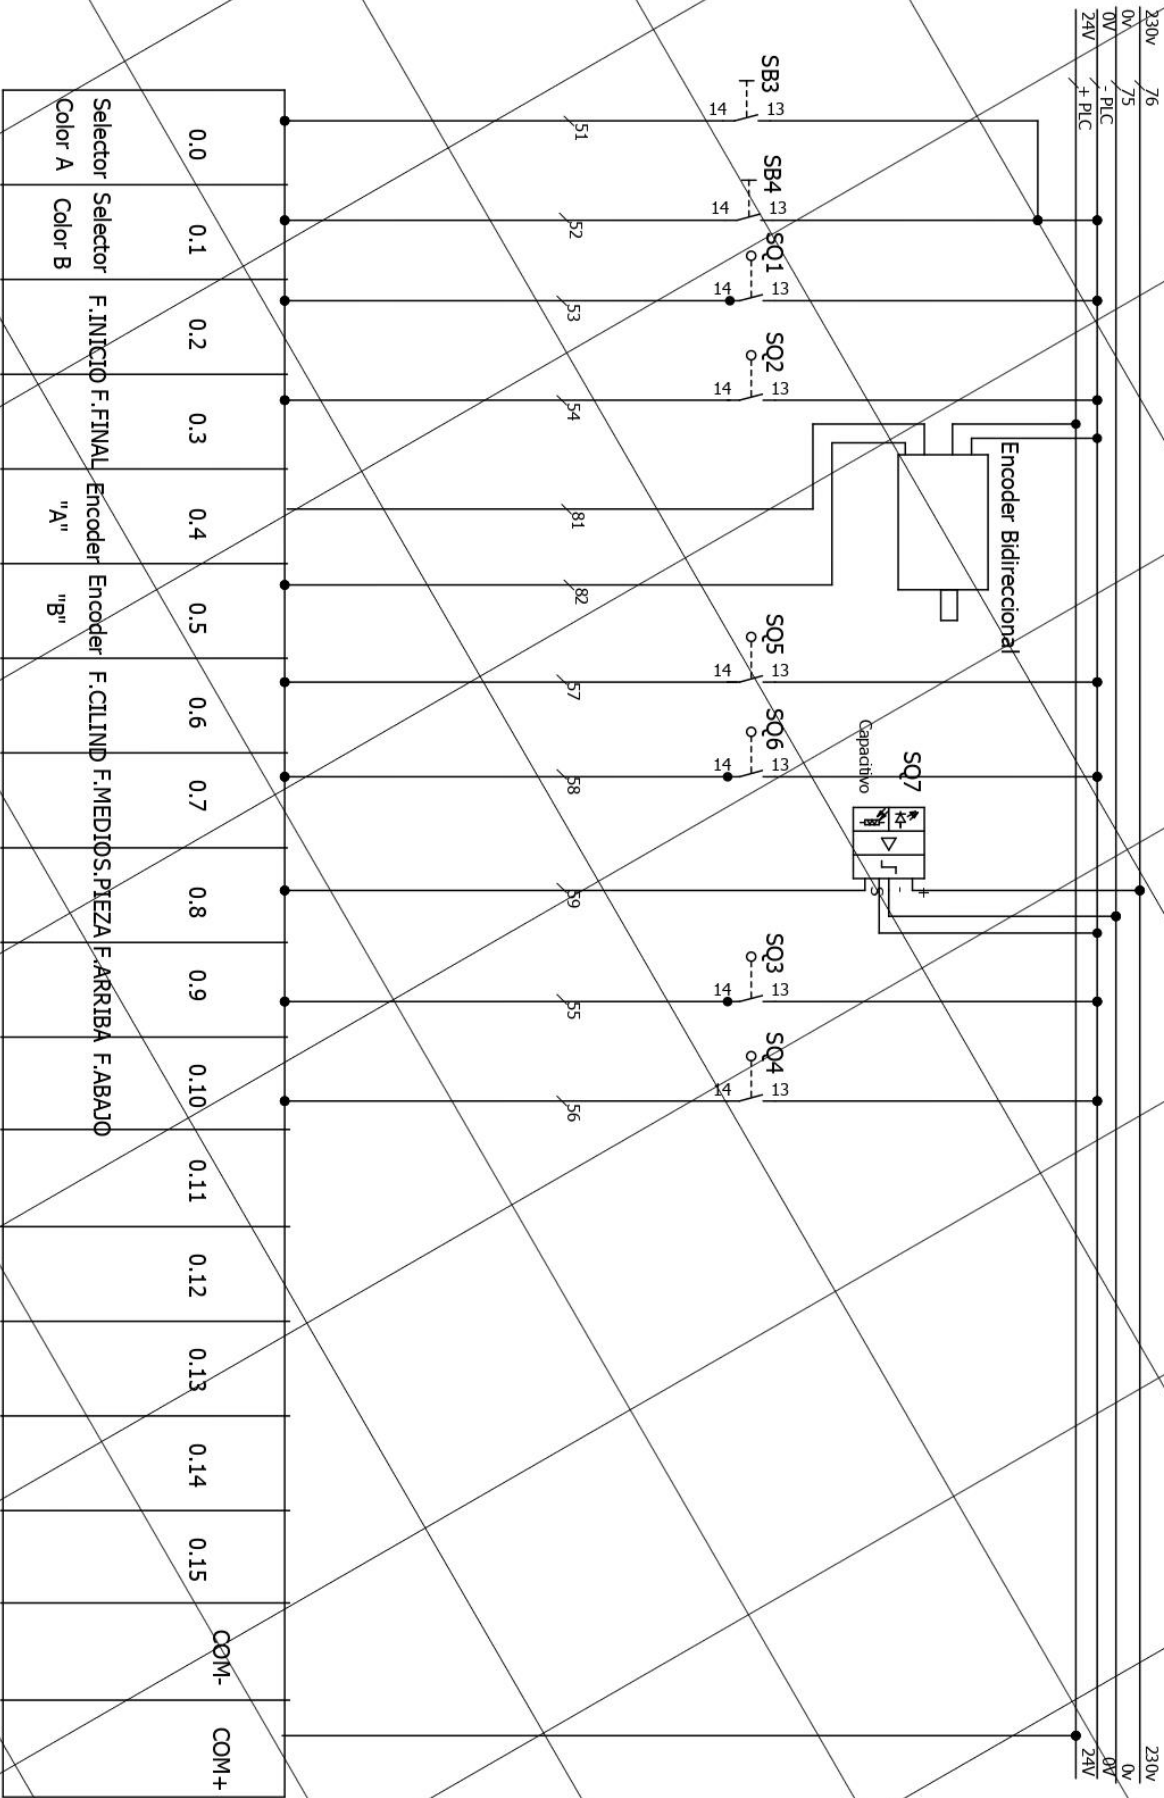 230v
76
0v
75
0V
- PLC
24V
+ PLC
230v
0v
0V
24V
SB3
14
13
SB4
14
13
SQ1
14
13
SQ2
14
13
Encoder Bidireccional
SQ5
14
13
SQ6
14
13
SQ7
Capacitivo
+
-
S
SQ3
14
13
SQ4
14
13
51
52
53
54
81
82
57
58
59
55
56
0.0
0.1
0.2
0.3
0.4
0.5
0.6
0.7
0.8
0.9
0.10
0.11
0.12
0.13
0.14
0.15
COM-
COM+
Selector
Color A
Selector
Color B
F.INICIO
F.FINAL
Encoder
"A"
Encoder
"B"
F.CILIND
F.MEDIO
S.PIEZA
F.ARRIBA
F.ABAJO